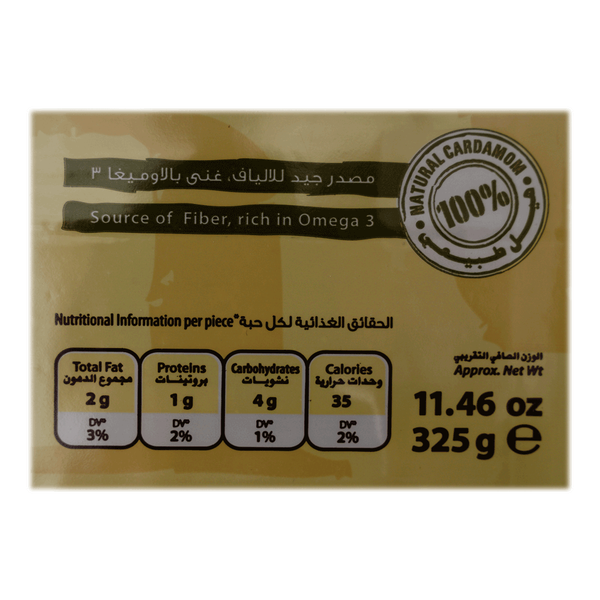 مصدر جيد للالياف، غنى بالاوميغا ٣
Source of Fiber, rich in Omega 3
NATURAL CARDAMOM
100%
هيل طبيعي
Nutritional Information per piece* الحقائق الغذائية لكل حبة
Total Fat
مجموع الدهون
2 g
DV*
3%
Proteins
بروتينات
1 g
DV*
2%
Carbohydrates
نشويات
4 g
DV*
1%
Calories
وحدات حرارية
35
DV*
2%
الوزن الصافي التقريبي
Approx. Net Wt
11.46 oz
325 g ℮